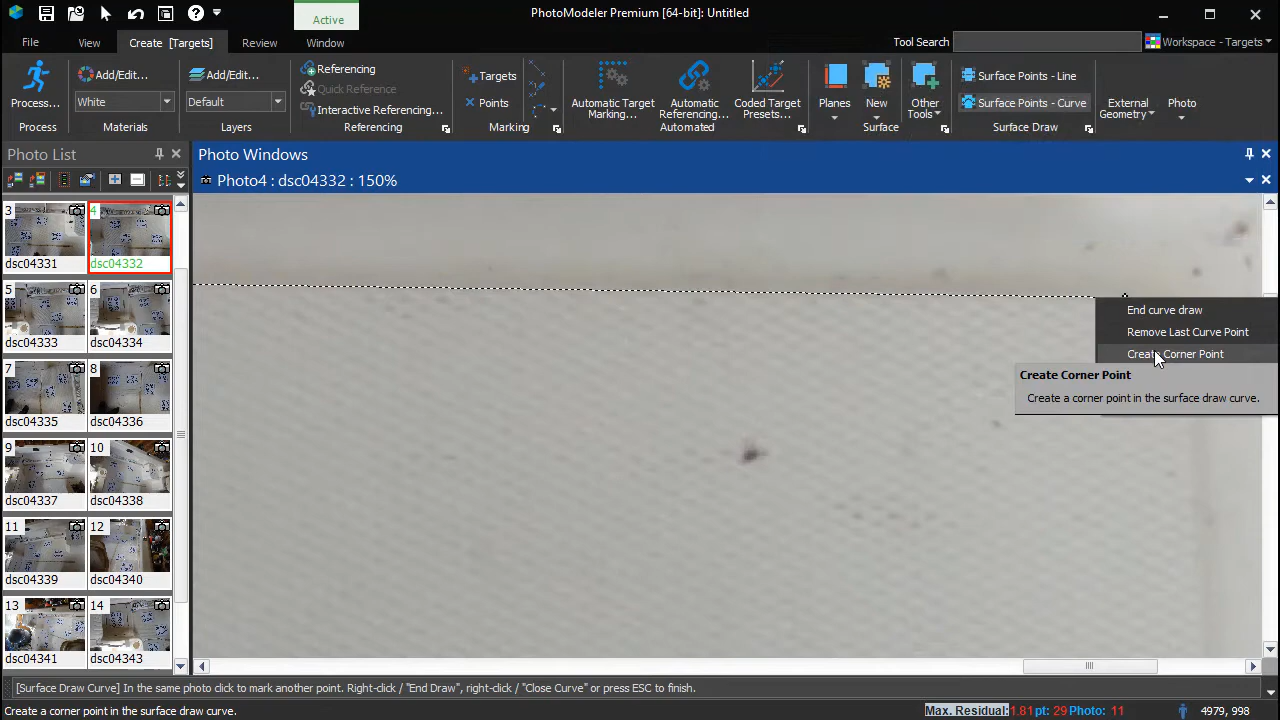 PhotoModeler Premium [64-bit]: Untitled
Active
File
View
Create [Targets]
Review
Window
Tool Search
Workspace - Targets
Process...
Process
Add/Edit...
White
Materials
Add/Edit...
Default
Layers
Referencing
Quick Reference
Interactive Referencing...
Referencing
Targets
Points
Marking
Automatic Target
Marking...
Automatic
Referencing...
Coded Target
Presets...
Automated
Planes
New
Surface
Other
Tools
Surface Points - Line
Surface Points - Curve
Surface Draw
External
Geometry
Photo
Photo List
Photo Windows
Photo4 : dsc04332 : 150%
3
dsc04331
4
dsc04332
5
dsc04333
6
dsc04334
7
dsc04335
8
dsc04336
9
dsc04337
10
dsc04338
11
dsc04339
12
dsc04340
13
dsc04341
14
dsc04343
End curve draw
Remove Last Curve Point
Create Corner Point
Create Corner Point
Create a corner point in the surface draw curve.
[Surface Draw Curve] In the same photo click to mark another point. Right-click / "End Draw", right-click / "Close Curve" or press ESC to finish.
Create a corner point in the surface draw curve.
Max. Residual: 1.81 pt: 29 Photo: 11
4979, 998